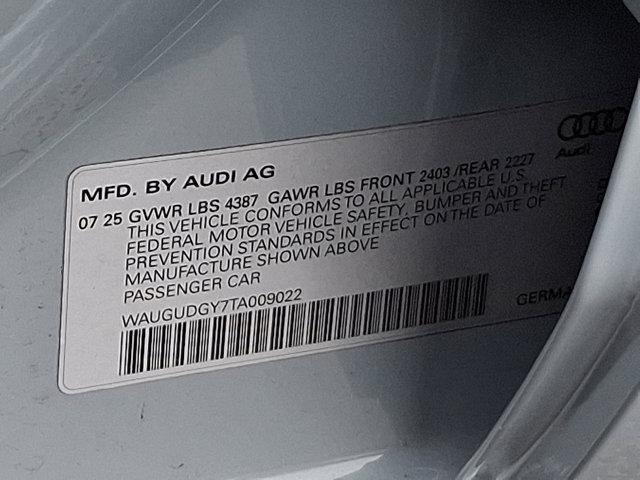 Audi
MFD. BY AUDI AG
07 25 GVWR LBS 4387 GAWR LBS FRONT 2403 /REAR 2227
THIS VEHICLE CONFORMS TO ALL APPLICABLE U.S.
FEDERAL MOTOR VEHICLE SAFETY, BUMPER AND THEFT
PREVENTION STANDARDS IN EFFECT ON THE DATE OF
MANUFACTURE SHOWN ABOVE
PASSENGER CAR
WAUGUDGY7TA009022
GERMA